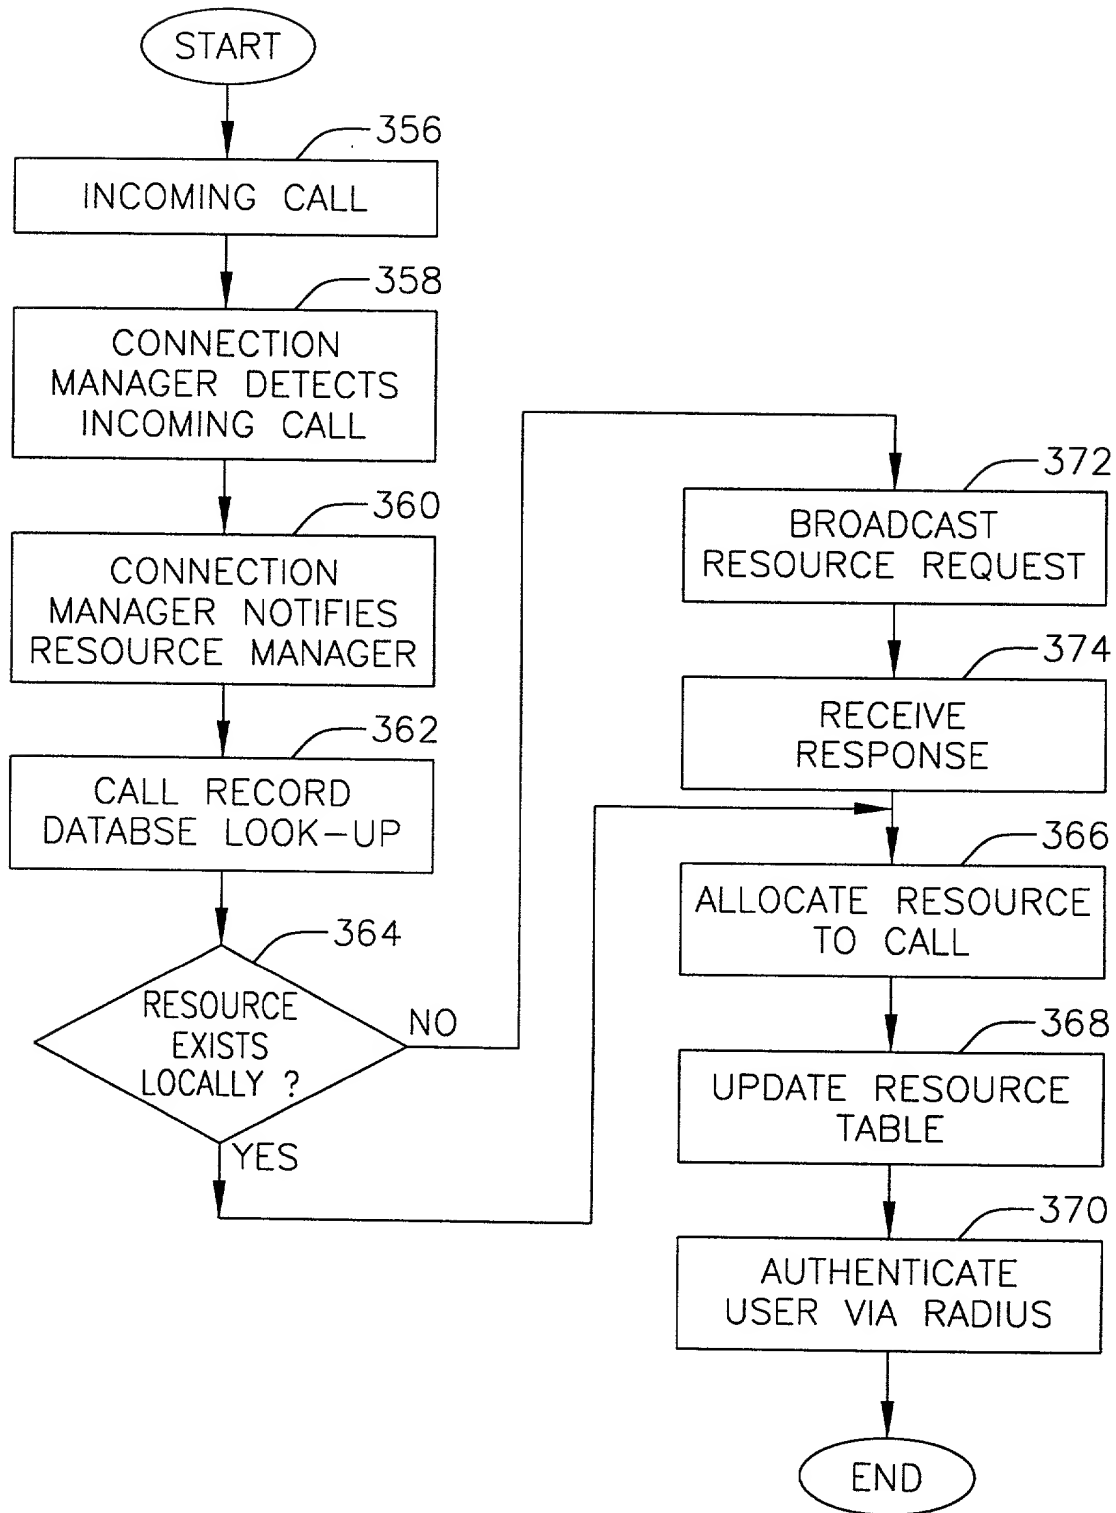 START
356
INCOMING CALL
358
CONNECTION
MANAGER DETECTS
INCOMING CALL
360
CONNECTION
MANAGER NOTIFIES
RESOURCE MANAGER
362
CALL RECORD
DATABSE LOOK-UP
364
RESOURCE
EXISTS
LOCALLY ?
NO
YES
372
BROADCAST
RESOURCE REQUEST
374
RECEIVE
RESPONSE
366
ALLOCATE RESOURCE
TO CALL
368
UPDATE RESOURCE
TABLE
370
AUTHENTICATE
USER VIA RADIUS
END